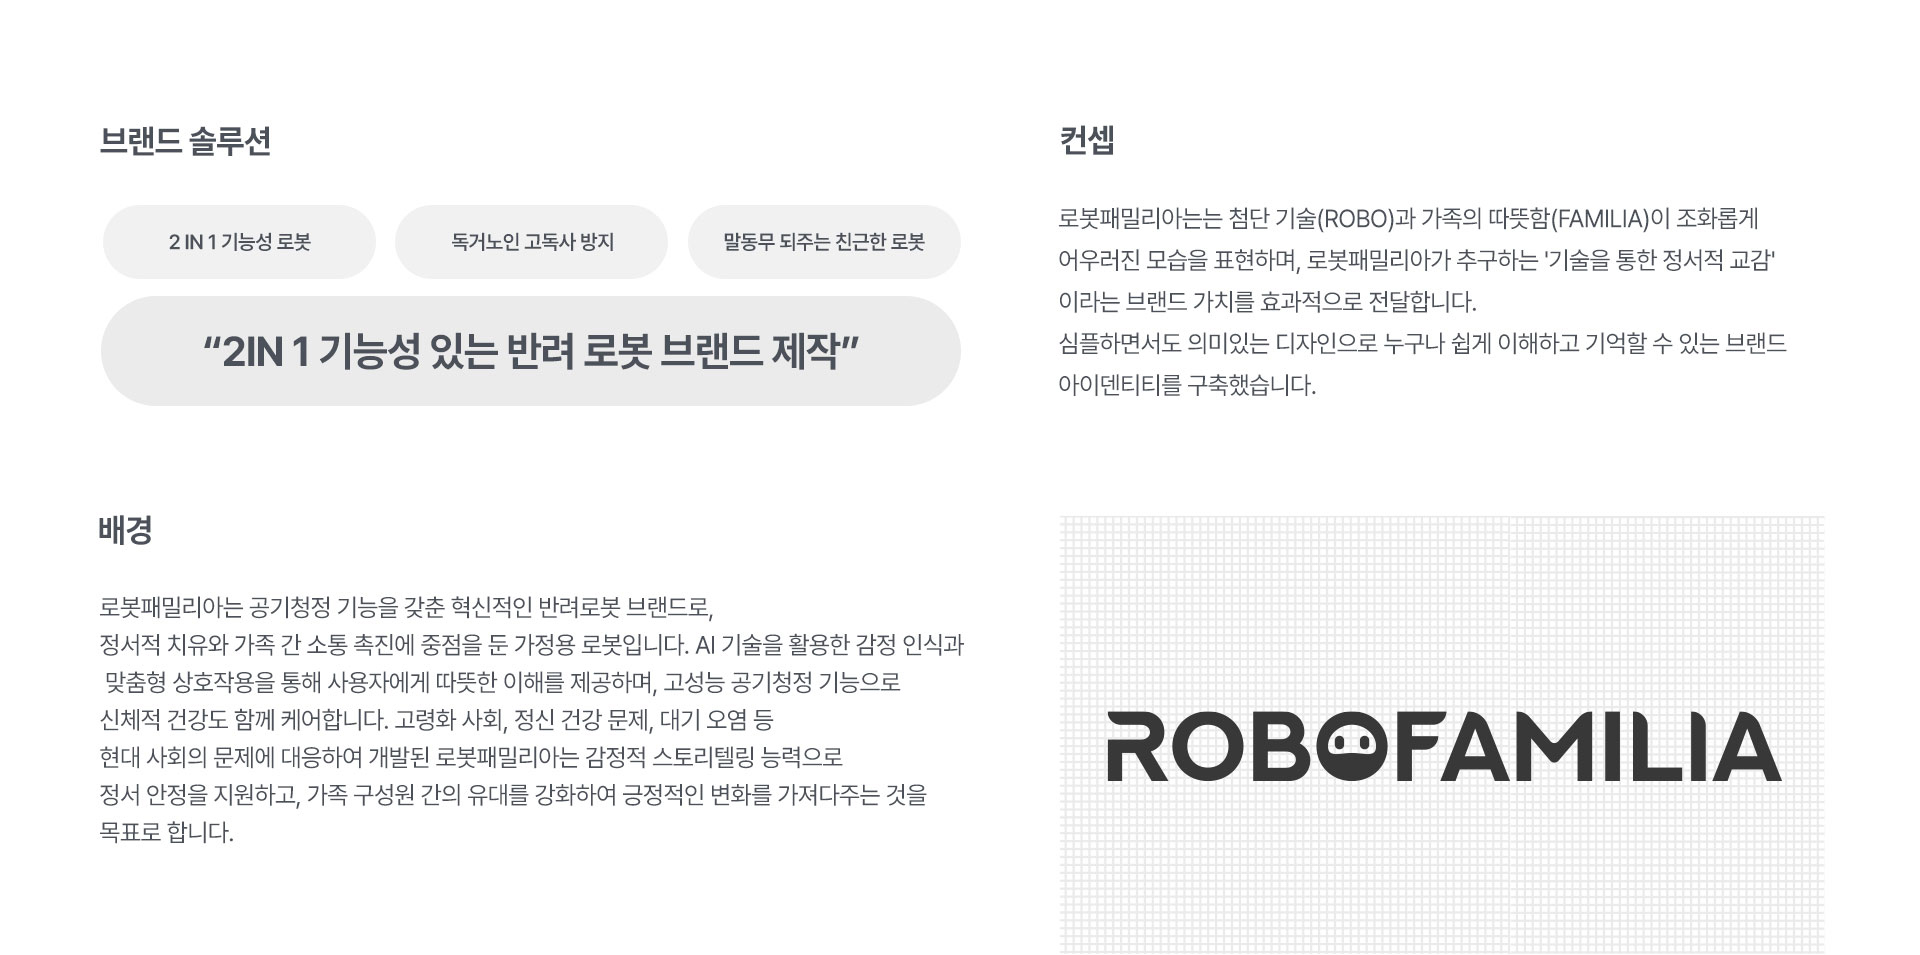 브랜드 솔루션
2 IN 1 기능성 로봇
독거노인 고독사 방지
말동무 되주는 친근한 로봇
“2IN 1 기능성 있는 반려 로봇 브랜드 제작”
컨셉
로봇패밀리아는는 첨단 기술(ROBO)과 가족의 따뜻함(FAMILIA)이 조화롭게
어우러진 모습을 표현하며, 로봇패밀리아가 추구하는 '기술을 통한 정서적 교감'
이라는 브랜드 가치를 효과적으로 전달합니다.
심플하면서도 의미있는 디자인으로 누구나 쉽게 이해하고 기억할 수 있는 브랜드
아이덴티티를 구축했습니다.
배경
로봇패밀리아는 공기청정 기능을 갖춘 혁신적인 반려로봇 브랜드로,
정서적 치유와 가족 간 소통 촉진에 중점을 둔 가정용 로봇입니다. AI 기술을 활용한 감정 인식과
맞춤형 상호작용을 통해 사용자에게 따뜻한 이해를 제공하며, 고성능 공기청정 기능으로
신체적 건강도 함께 케어합니다. 고령화 사회, 정신 건강 문제, 대기 오염 등
현대 사회의 문제에 대응하여 개발된 로봇패밀리아는 감정적 스토리텔링 능력으로
정서 안정을 지원하고, 가족 구성원 간의 유대를 강화하여 긍정적인 변화를 가져다주는 것을
목표로 합니다.
ROBOFAMILIA